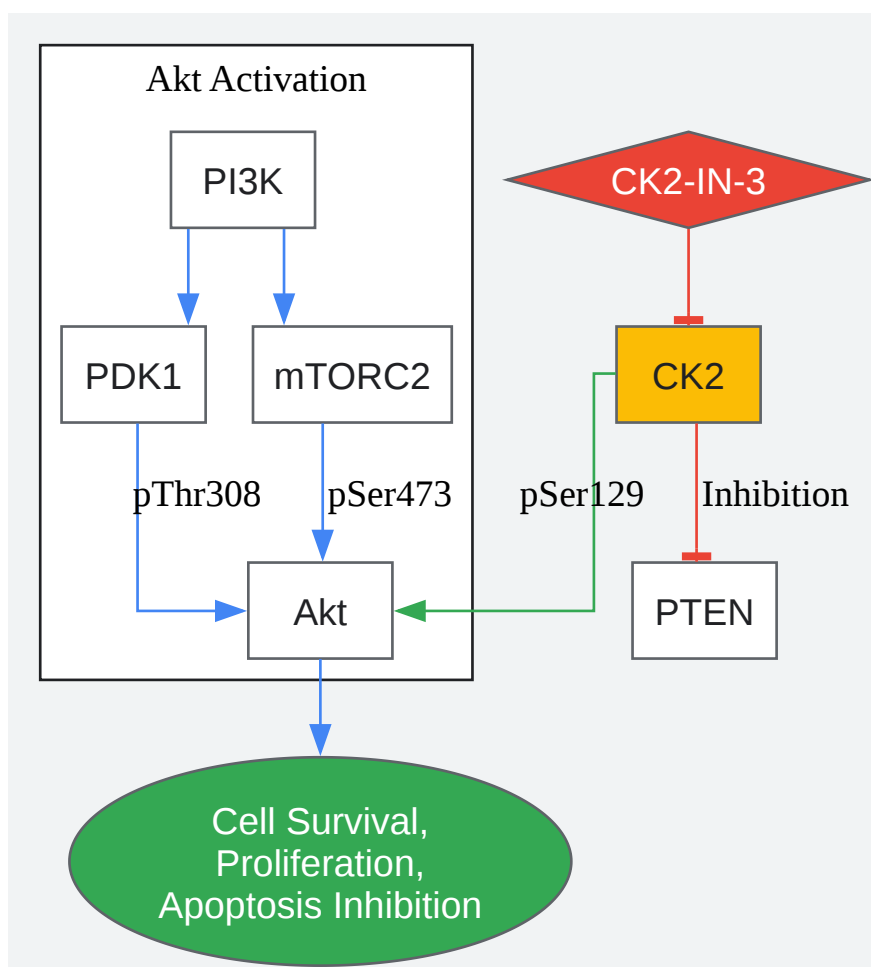 Akt Activation
PI3K
CK2-IN-3
PDK1
mTORC2
CK2
pThr308
pSer473
pSer129
Inhibition
Akt
PTEN
Cell Survival,
Proliferation,
Apoptosis Inhibition